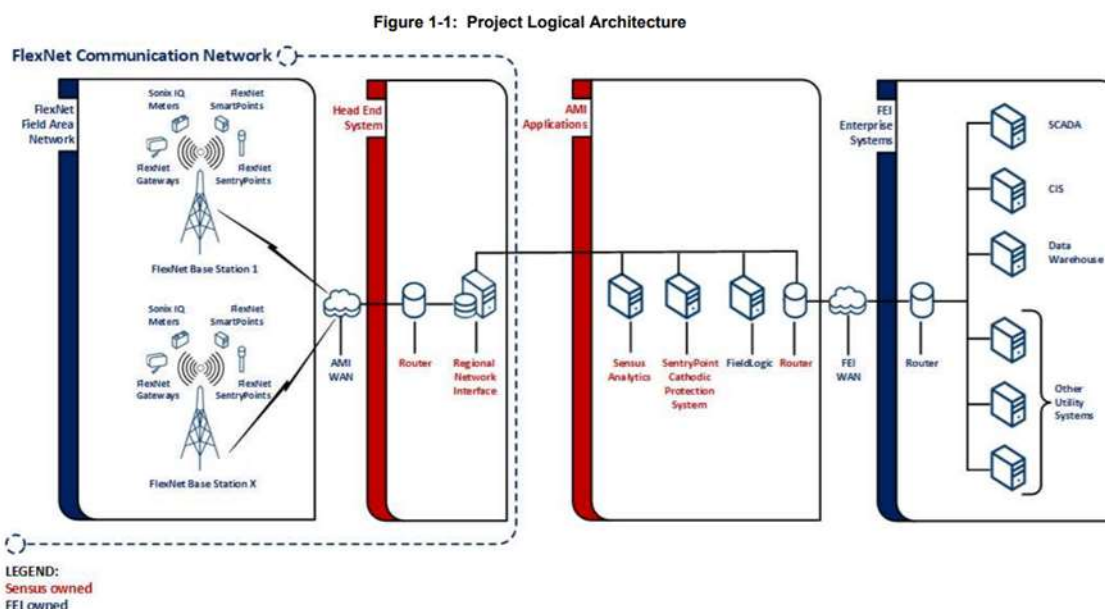 Figure 1-1: Project Logical Architecture
FlexNet Communication Network
FlexNet
Field Area
Network
Sonix IQ
Meters
FlexNet
SmartPoints
FlexNet
Gateways
FlexNet
SentryPoints
FlexNet Base Station 1
Sonix IQ
Meters
FlexNet
SmartPoints
FlexNet
Gateways
FlexNet
SentryPoints
FlexNet Base Station X
AMI
WAN
Head End
System
Router
Regional
Network
Interface
AMI
Applications
Sensus
Analytics
SentryPoint
Cathodic
Protection
System
FieldLogic
Router
FEI
WAN
FEI
Enterprise
Systems
Router
SCADA
CIS
Data
Warehouse
Other
Utility
Systems
LEGEND:
Sensus owned
FEI owned